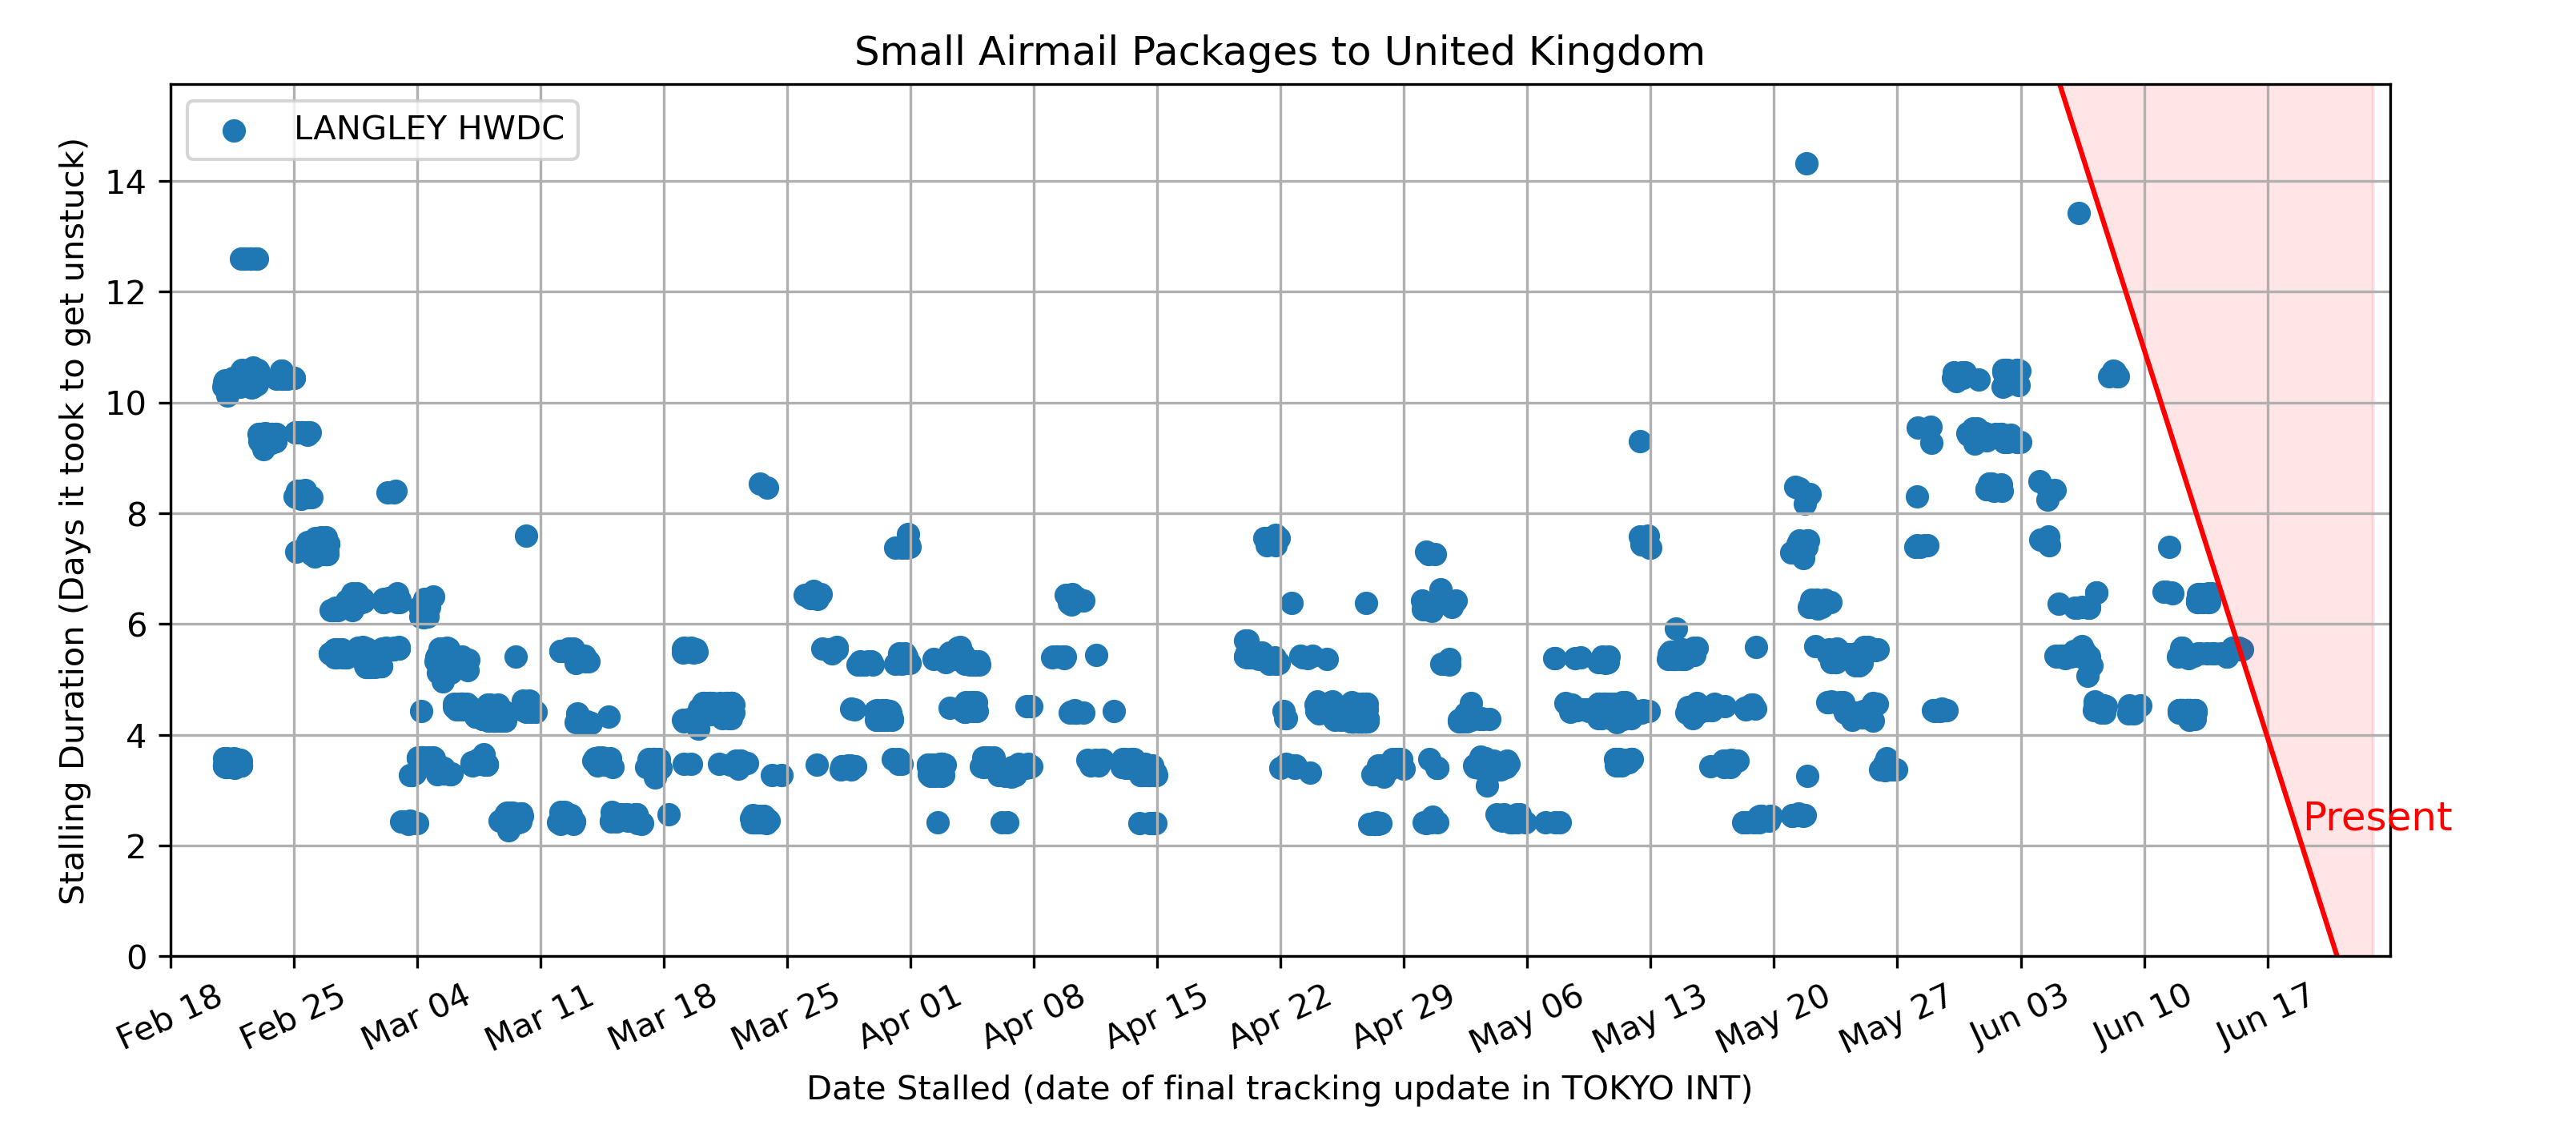 Small Airmail Packages to United Kingdom
LANGLEY HWDC
Stalling Duration (Days it took to get unstuck)
14
12
10
8
6
4
2
0
Present
Feb 18
Feb 25
Mar 04
Mar 11
Mar 18
Mar 25
Apr 01
Apr 08
Apr 15
Apr 22
Apr 29
May 06
May 13
May 20
May 27
Jun 03
Jun 10
Jun 17
Date Stalled (date of final tracking update in TOKYO INT)